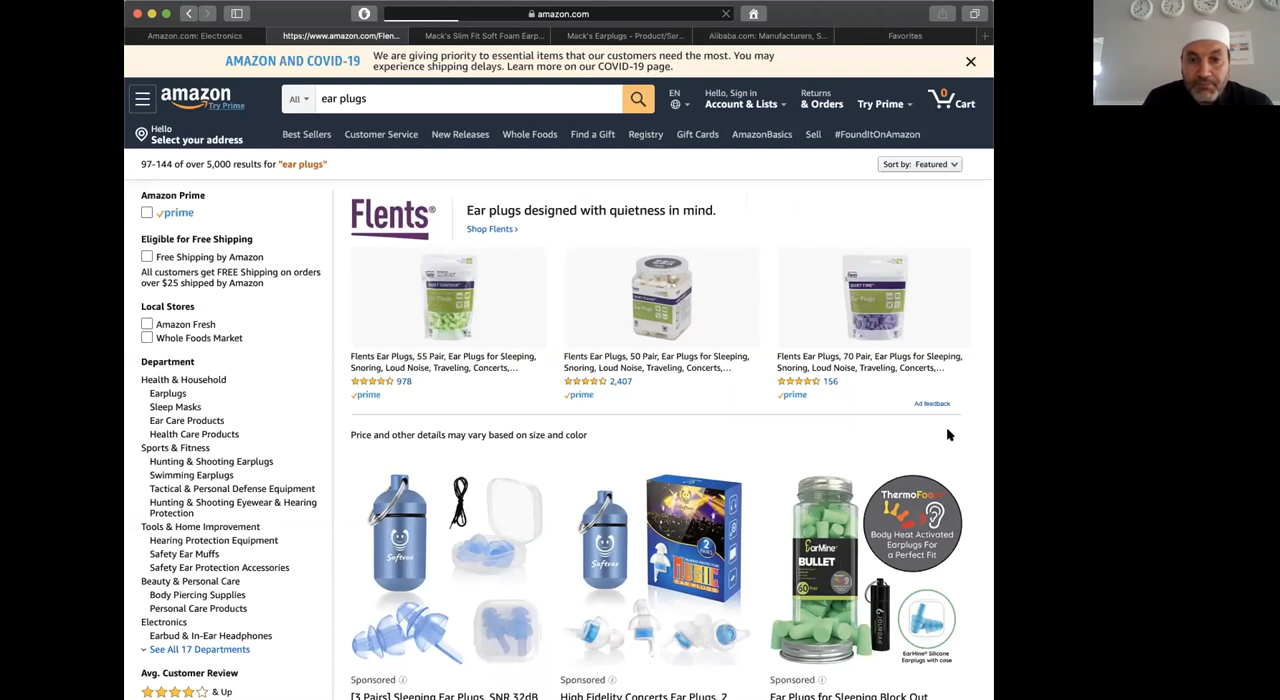 amazon.com
Amazon.com: Electronics
https://www.amazon.com/Flen...
Mack's Slim Fit Soft Foam Earp...
Mack's Earplugs - Product/Ser...
Alibaba.com: Manufacturers, S...
Favorites
AMAZON AND COVID-19
We are giving priority to essential items that our customers need the most. You may
experience shipping delays. Learn more on our COVID-19 page.
amazon
Try Prime
All
ear plugs
EN
Hello, Sign in
Account & Lists
Returns
& Orders
Try Prime
0
Cart
Hello
Select your address
Best Sellers
Customer Service
New Releases
Whole Foods
Find a Gift
Registry
Gift Cards
AmazonBasics
Sell
#FoundItOnAmazon
97-144 of over 5,000 results for "ear plugs"
Sort by: Featured
Amazon Prime
prime
Eligible for Free Shipping
Free Shipping by Amazon
All customers get FREE Shipping on orders
over $25 shipped by Amazon
Local Stores
Amazon Fresh
Whole Foods Market
Department
Health & Household
Earplugs
Sleep Masks
Ear Care Products
Health Care Products
Sports & Fitness
Hunting & Shooting Earplugs
Swimming Earplugs
Tactical & Personal Defense Equipment
Hunting & Shooting Eyewear & Hearing
Protection
Tools & Home Improvement
Hearing Protection Equipment
Safety Ear Muffs
Safety Ear Protection Accessories
Beauty & Personal Care
Body Piercing Supplies
Personal Care Products
Electronics
Earbud & In-Ear Headphones
See All 17 Departments
Avg. Customer Review
& Up
Flents®
Ear plugs designed with quietness in mind.
Shop Flents ›
Flents Ear Plugs, 55 Pair, Ear Plugs for Sleeping,
Snoring, Loud Noise, Traveling, Concerts,...
978
prime
Flents Ear Plugs, 50 Pair, Ear Plugs for Sleeping,
Snoring, Loud Noise, Traveling, Concerts,...
2,407
prime
Flents Ear Plugs, 70 Pair, Ear Plugs for Sleeping,
Snoring, Loud Noise, Traveling, Concerts,...
156
prime
Ad feedback
Price and other details may vary based on size and color
Softvox
Softvox
2
PAIRS
MUSIC
EAR PLUGS
EarMine
BULLET
60
ThermoFoam
Body Heat Activated
Earplugs For
a Perfect Fit
EarMine® Silicone
Earplugs with case
Sponsored
Sponsored
Sponsored
[3 Pairs] Sleeping Ear Plugs, SNR 32dB
High Fidelity Concerts Ear Plugs, 2
Ear Plugs for Sleeping Block Out